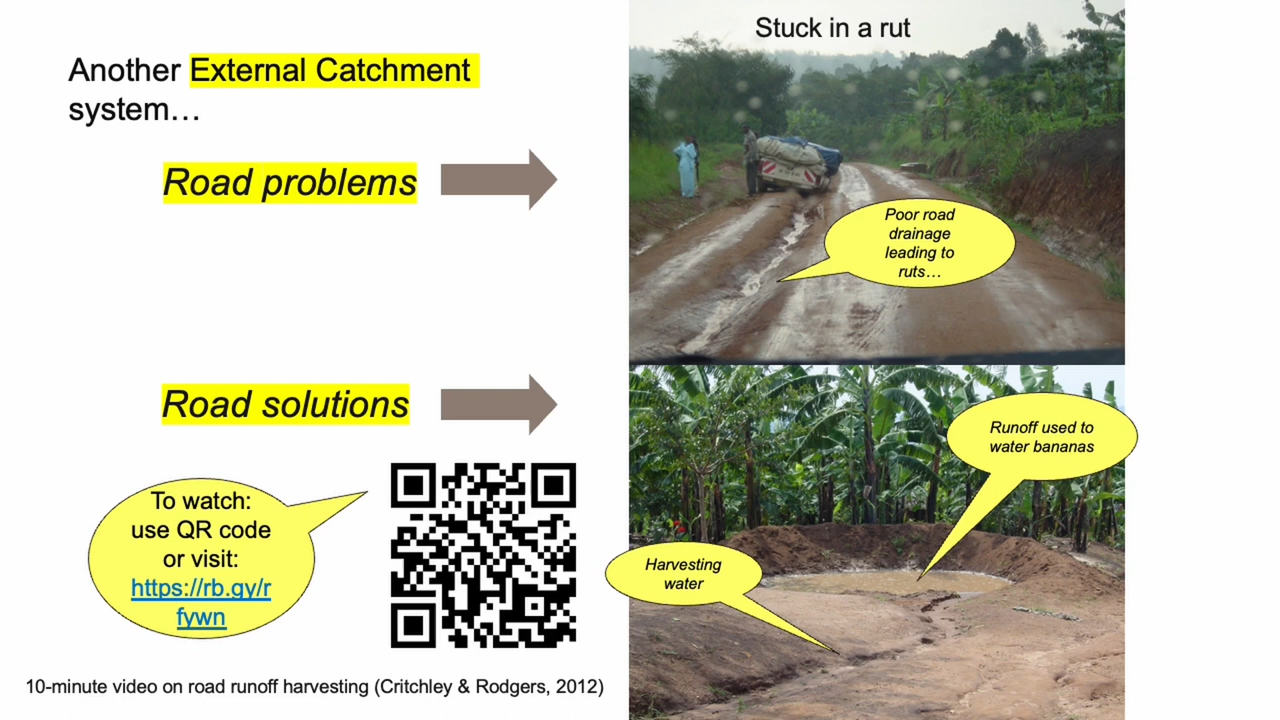 Another External Catchment
system…
Road problems
Stuck in a rut
Poor road
drainage
leading to
ruts…
Road solutions
Runoff used to
water bananas
Harvesting
water
To watch:
use QR code
or visit:
https://rb.gy/r
fywn
10-minute video on road runoff harvesting (Critchley & Rodgers, 2012)